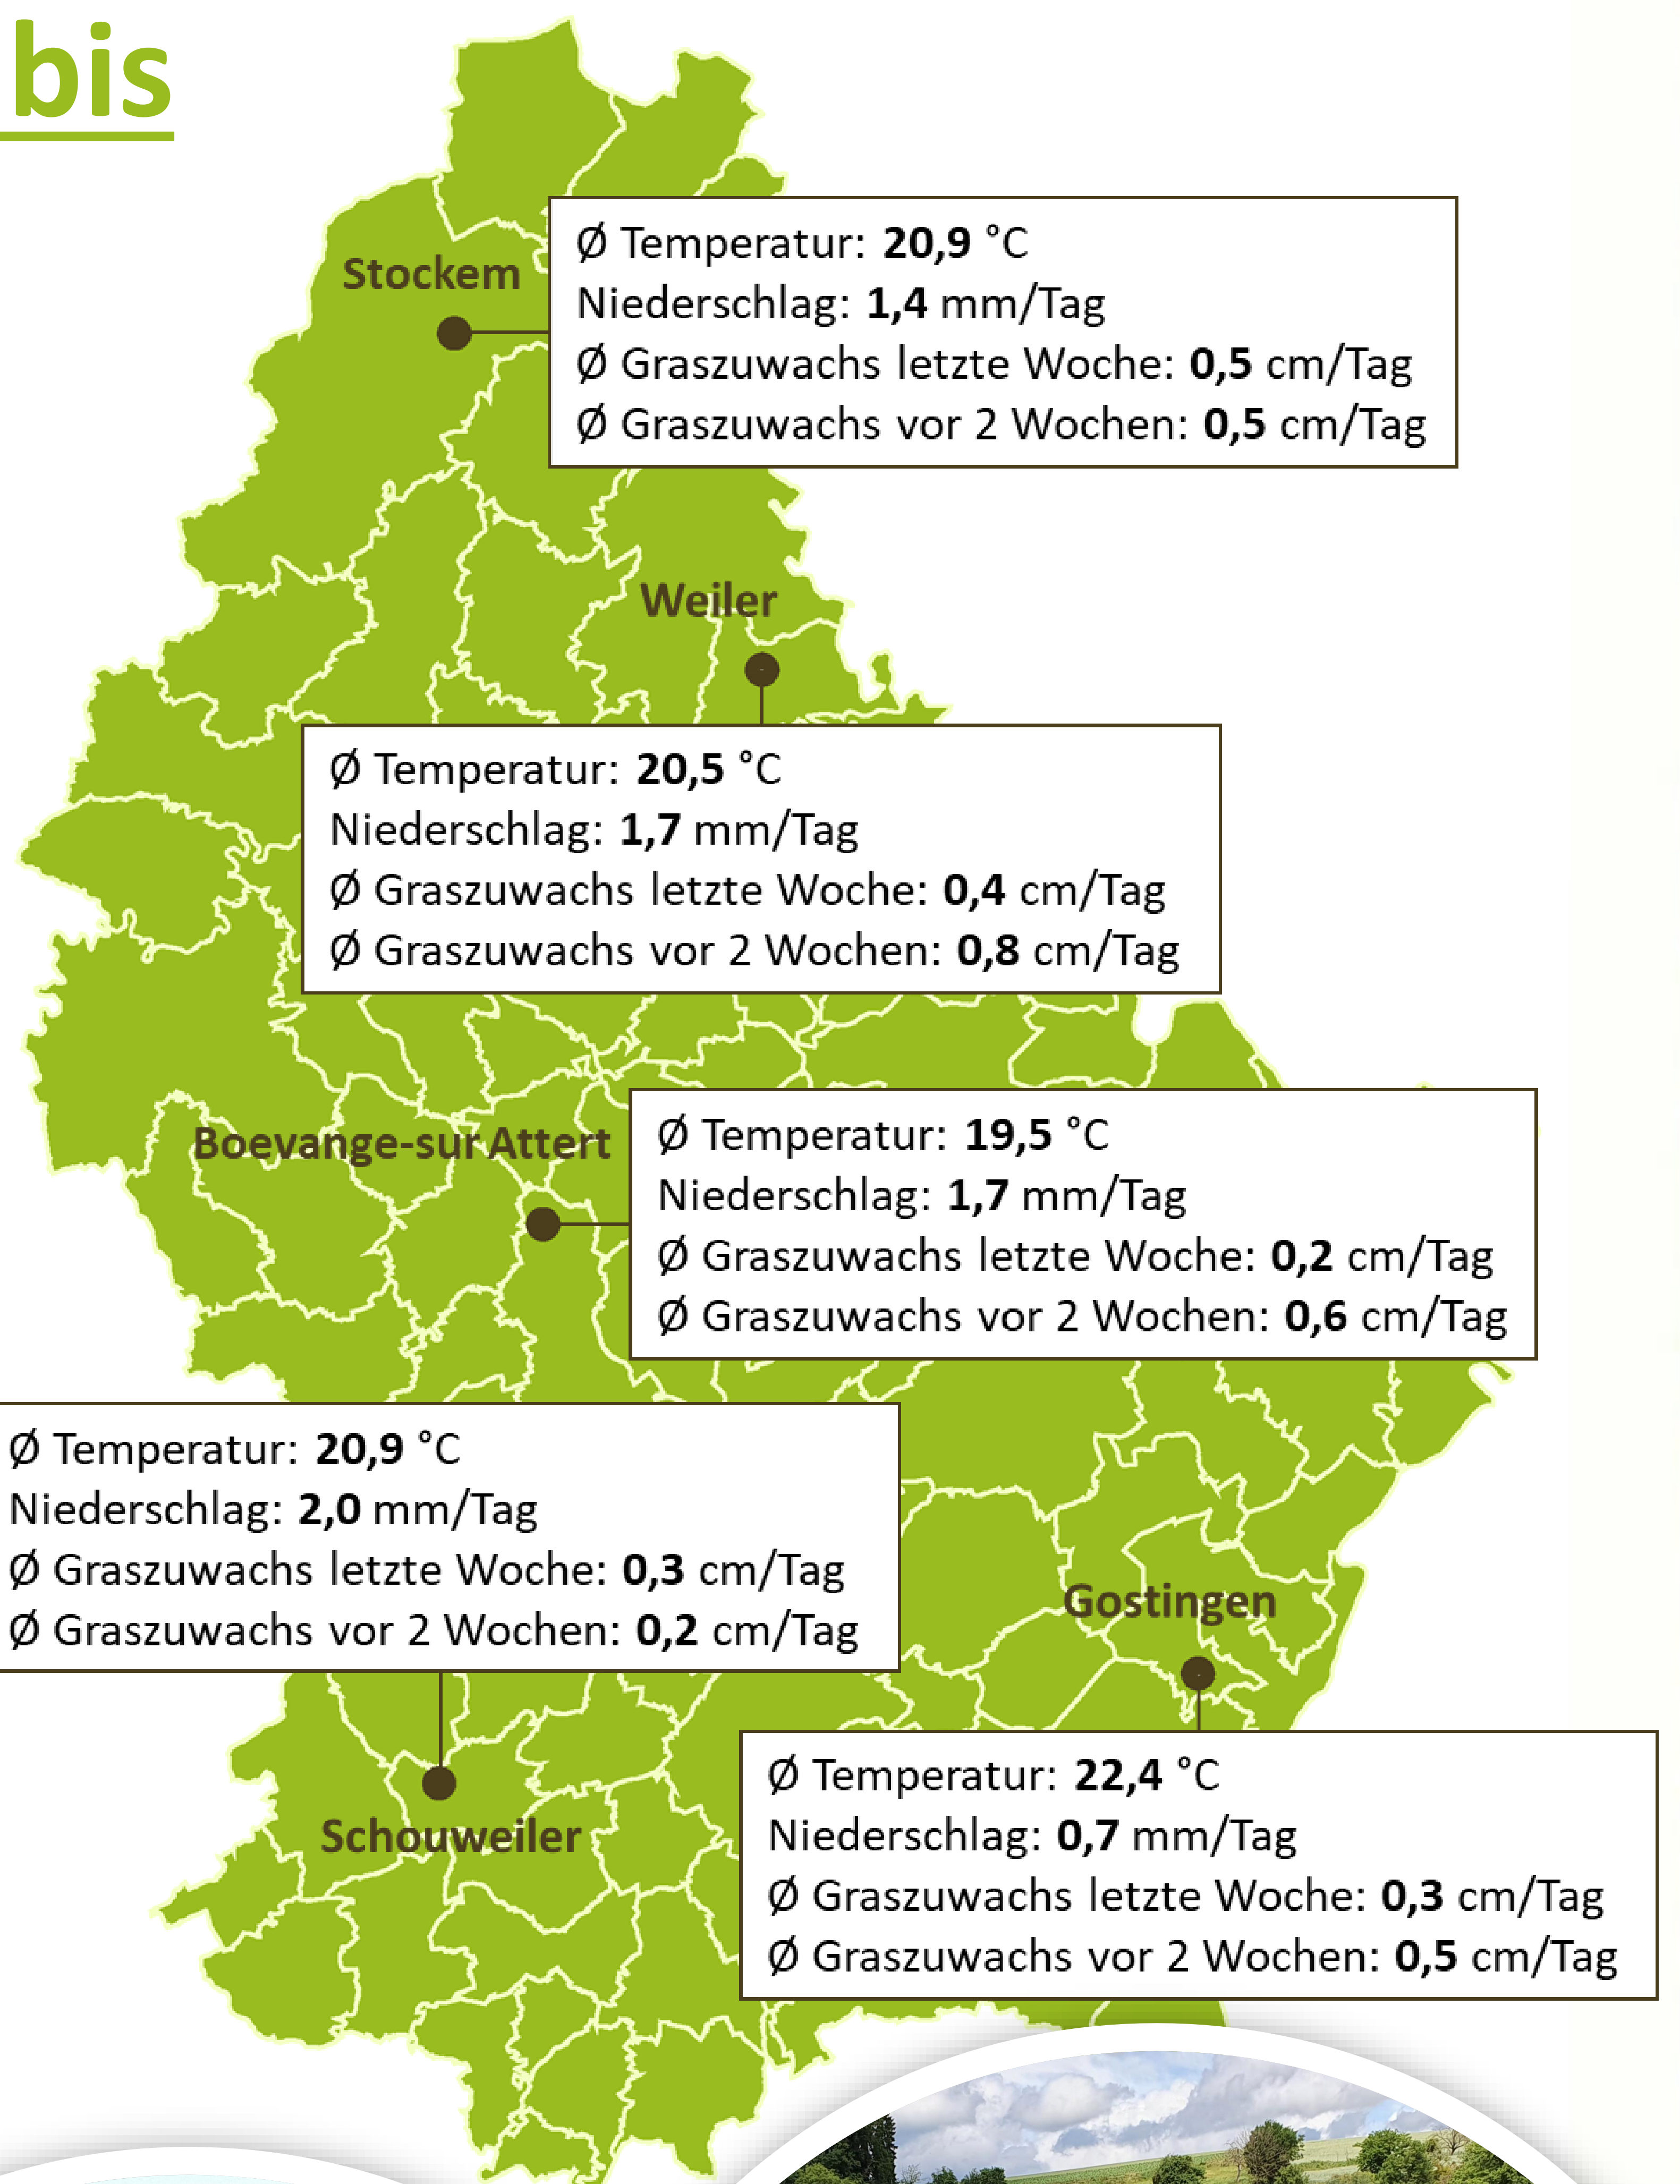 bis
Stockem
Ø Temperatur: 20,9 °C
Niederschlag: 1,4 mm/Tag
Ø Graszuwachs letzte Woche: 0,5 cm/Tag
Ø Graszuwachs vor 2 Wochen: 0,5 cm/Tag
Weiler
Ø Temperatur: 20,5 °C
Niederschlag: 1,7 mm/Tag
Ø Graszuwachs letzte Woche: 0,4 cm/Tag
Ø Graszuwachs vor 2 Wochen: 0,8 cm/Tag
Boevange-sur Attert
Ø Temperatur: 19,5 °C
Niederschlag: 1,7 mm/Tag
Ø Graszuwachs letzte Woche: 0,2 cm/Tag
Ø Graszuwachs vor 2 Wochen: 0,6 cm/Tag
Ø Temperatur: 20,9 °C
Niederschlag: 2,0 mm/Tag
Ø Graszuwachs letzte Woche: 0,3 cm/Tag
Ø Graszuwachs vor 2 Wochen: 0,2 cm/Tag
Schouweiler
Gostingen
Ø Temperatur: 22,4 °C
Niederschlag: 0,7 mm/Tag
Ø Graszuwachs letzte Woche: 0,3 cm/Tag
Ø Graszuwachs vor 2 Wochen: 0,5 cm/Tag